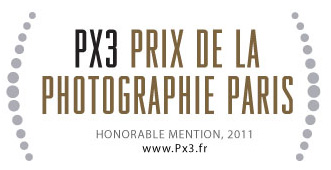 PX3 PRIX DE LA
PHOTOGRAPHIE PARIS
HONORABLE MENTION, 2011
www.Px3.fr